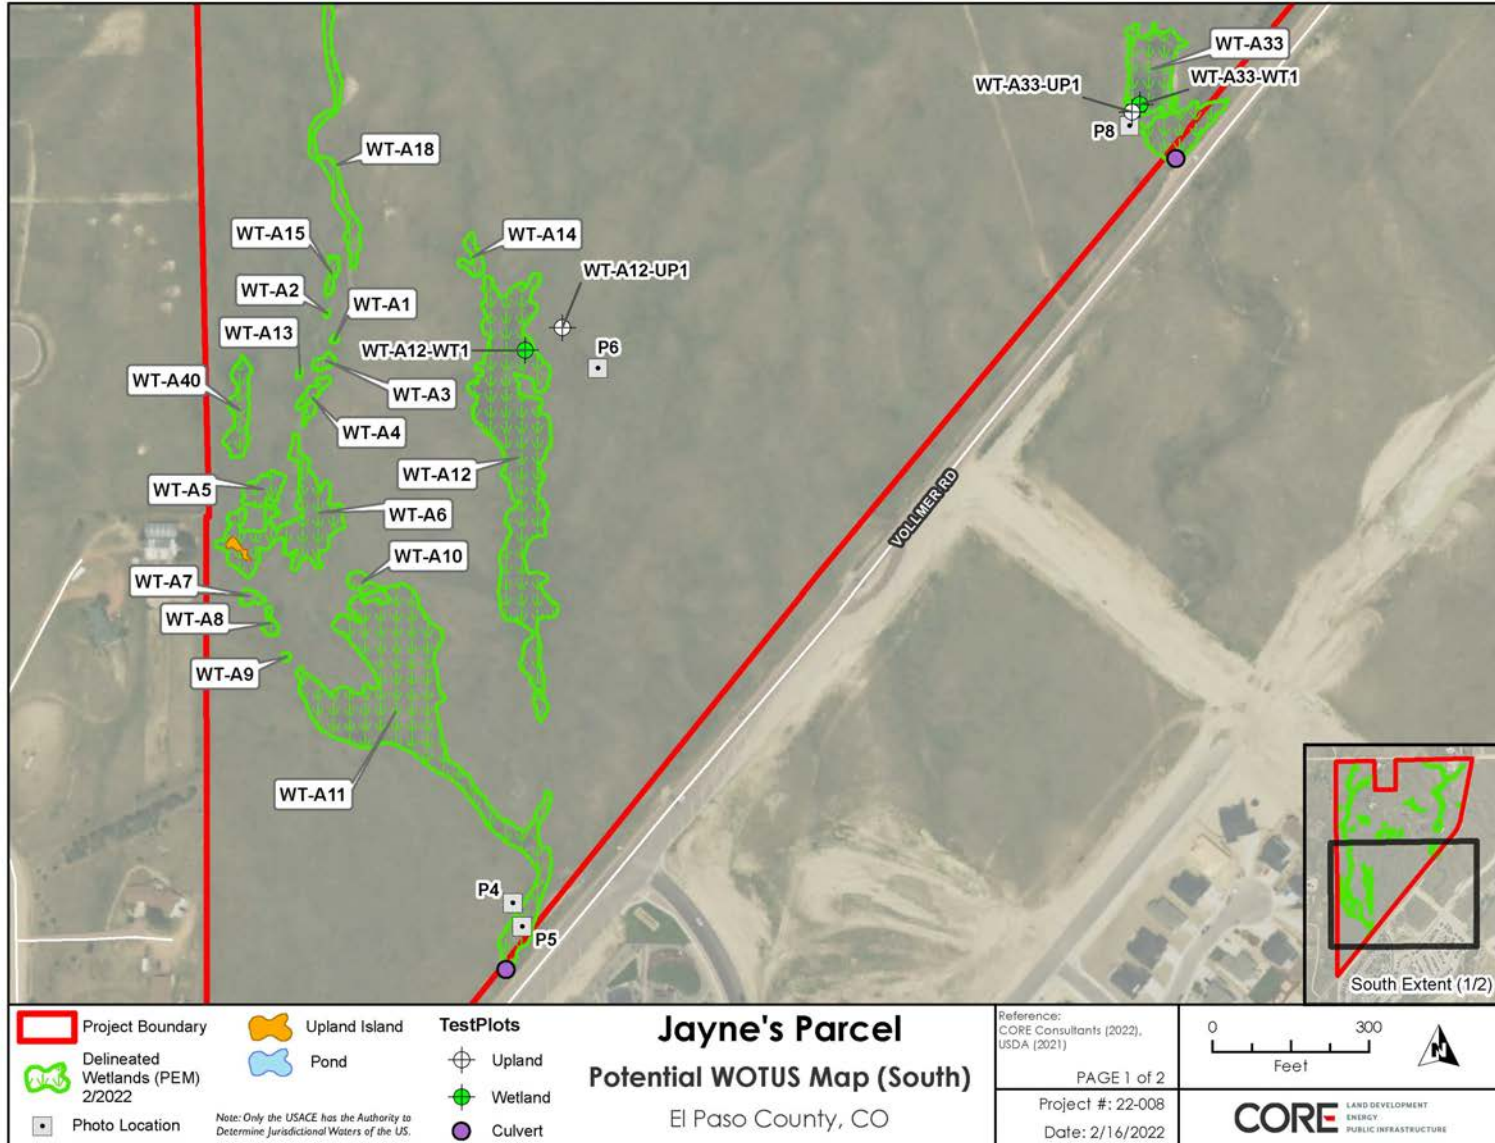 WT-A33
WT-A33-UP1
WT-A33-WT1
P8
WT-A18
WT-A15
WT-A14
WT-A12-UP1
WT-A2
WT-A1
WT-A13
WT-A12-WT1
P6
WT-A40
WT-A3
WT-A4
WT-A12
WT-A5
WT-A6
VOLLMER RD
WT-A10
WT-A7
WT-A8
WT-A9
WT-A11
P4
P5
South Extent (1/2)
Project Boundary
Delineated
Wetlands (PEM)
2/2022
Photo Location
Upland Island
Pond
Note: Only the USACE has the Authority to
Determine Jurisdictional Waters of the US.
TestPlots
Upland
Wetland
Culvert
Jayne's Parcel
Potential WOTUS Map (South)
El Paso County, CO
Reference:
CORE Consultants (2022),
USDA (2021)
PAGE 1 of 2
Project #: 22-008
Date: 2/16/2022
0 300
Feet
N
CORE
LAND DEVELOPMENT
ENERGY
PUBLIC INFRASTRUCTURE